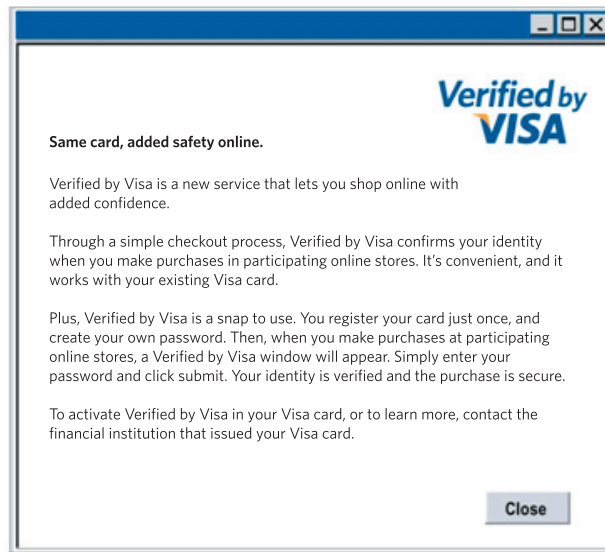 Verified by
VISA
Same card, added safety online.
Verified by Visa is a new service that lets you shop online with
added confidence.
Through a simple checkout process, Verified by Visa confirms your identity
when you make purchases in participating online stores. It's convenient, and it
works with your existing Visa card.
Plus, Verified by Visa is a snap to use. You register your card just once, and
create your own password. Then, when you make purchases at participating
online stores, a Verified by Visa window will appear. Simply enter your
password and click submit. Your identity is verified and the purchase is secure.
To activate Verified by Visa in your Visa card, or to learn more, contact the
financial institution that issued your Visa card.
Close